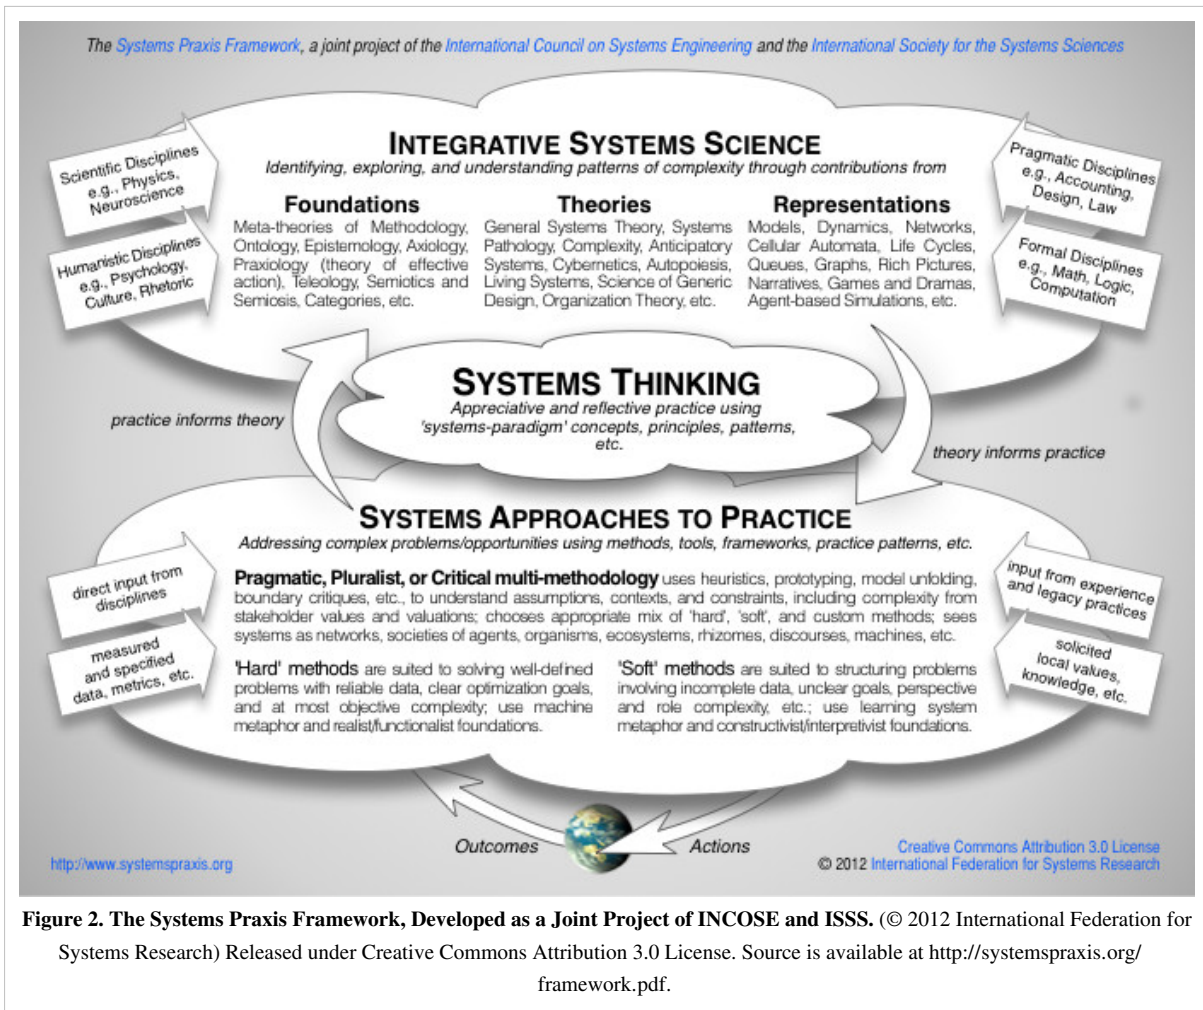 The Systems Praxis Framework, a joint project of the International Council on Systems Engineering and the International Society for the Systems Sciences
INTEGRATIVE SYSTEMS SCIENCE
Identifying, exploring, and understanding patterns of complexity through contributions from
Scientific Disciplines
e.g., Physics,
Neuroscience
Humanistic Disciplines
e.g., Psychology,
Culture, Rhetoric
Foundations
Meta-theories of Methodology,
Ontology, Epistemology, Axiology,
Praxiology (theory of effective
action), Teleology, Semiotics and
Semiosis, Categories, etc.
Theories
General Systems Theory, Systems
Pathology, Complexity, Anticipatory
Systems, Cybernetics, Autopoiesis,
Living Systems, Science of Generic
Design, Organization Theory, etc.
Representations
Models, Dynamics, Networks,
Cellular Automata, Life Cycles,
Queues, Graphs, Rich Pictures,
Narratives, Games and Dramas,
Agent-based Simulations, etc.
Pragmatic Disciplines
e.g., Accounting,
Design, Law
Formal Disciplines
e.g., Math, Logic,
Computation
SYSTEMS THINKING
Appreciative and reflective practice using
'systems-paradigm' concepts, principles, patterns,
etc.
practice informs theory
theory informs practice
SYSTEMS APPROACHES TO PRACTICE
Addressing complex problems/opportunities using methods, tools, frameworks, practice patterns, etc.
direct input from
disciplines
measured
and specified
data, metrics, etc.
Pragmatic, Pluralist, or Critical multi-methodology uses heuristics, prototyping, model unfolding,
boundary critiques, etc., to understand assumptions, contexts, and constraints, including complexity from
stakeholder values and valuations; chooses appropriate mix of 'hard', 'soft', and custom methods; sees
systems as networks, societies of agents, organisms, ecosystems, rhizomes, discourses, machines, etc.
'Hard' methods are suited to solving well-defined
problems with reliable data, clear optimization goals,
and at most objective complexity; use machine
metaphor and realist/functionalist foundations.
'Soft' methods are suited to structuring problems
involving incomplete data, unclear goals, perspective
and role complexity, etc.; use learning system
metaphor and constructivist/interpretivist foundations.
input from experience
and legacy practices
solicited
local values,
knowledge, etc.
Outcomes
Actions
http://www.systemspraxis.org
Creative Commons Attribution 3.0 License
© 2012 International Federation for Systems Research
Figure 2. The Systems Praxis Framework, Developed as a Joint Project of INCOSE and ISSS. (© 2012 International Federation for
Systems Research) Released under Creative Commons Attribution 3.0 License. Source is available at http://systemspraxis.org/
framework.pdf.